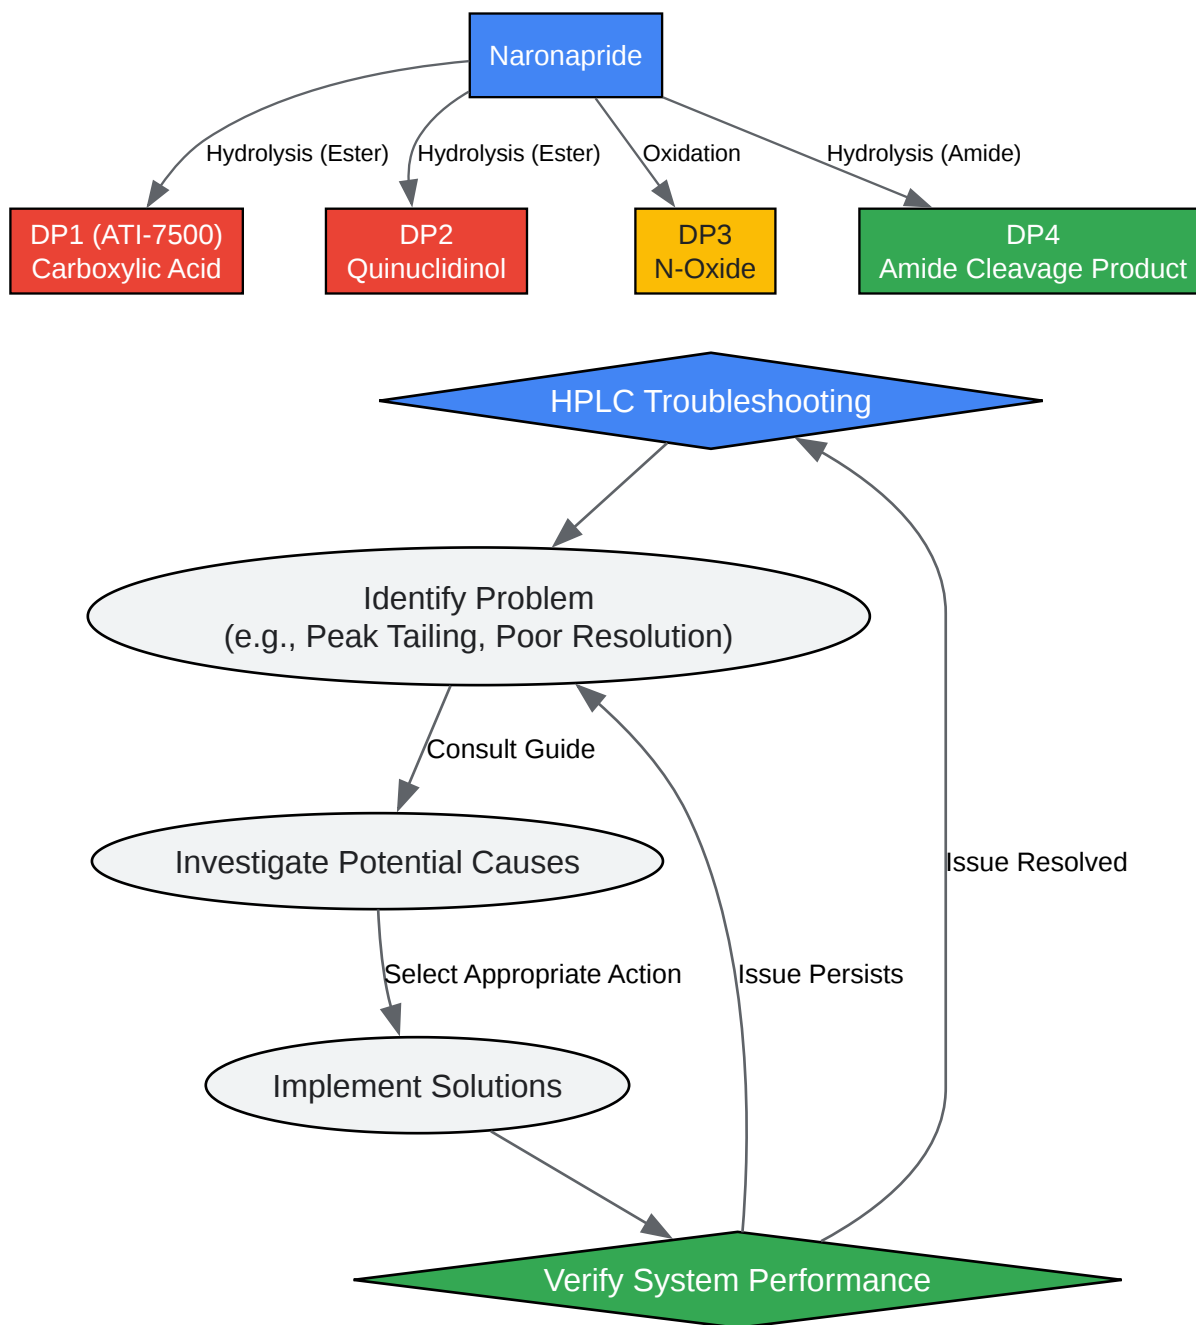 Naronapride
Hydrolysis (Ester)
Hydrolysis (Ester)
Oxidation
Hydrolysis (Amide)
DP1 (ATI-7500)
Carboxylic Acid
DP2
Quinuclidinol
DP3
N-Oxide
DP4
Amide Cleavage Product
HPLC Troubleshooting
Identify Problem
(e.g., Peak Tailing, Poor Resolution)
Consult Guide
Investigate Potential Causes
Issue Resolved
Select Appropriate Action
Issue Persists
Implement Solutions
Verify System Performance